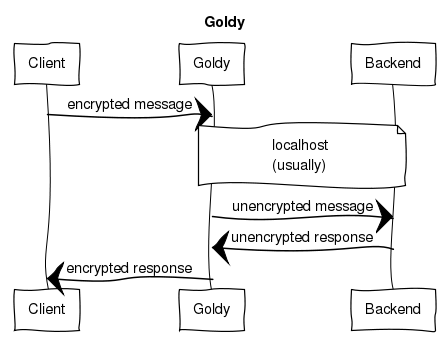 Goldy
Client
Goldy
Backend
encrypted message
localhost
(usually)
unencrypted message
unencrypted response
encrypted response
Client
Goldy
Backend